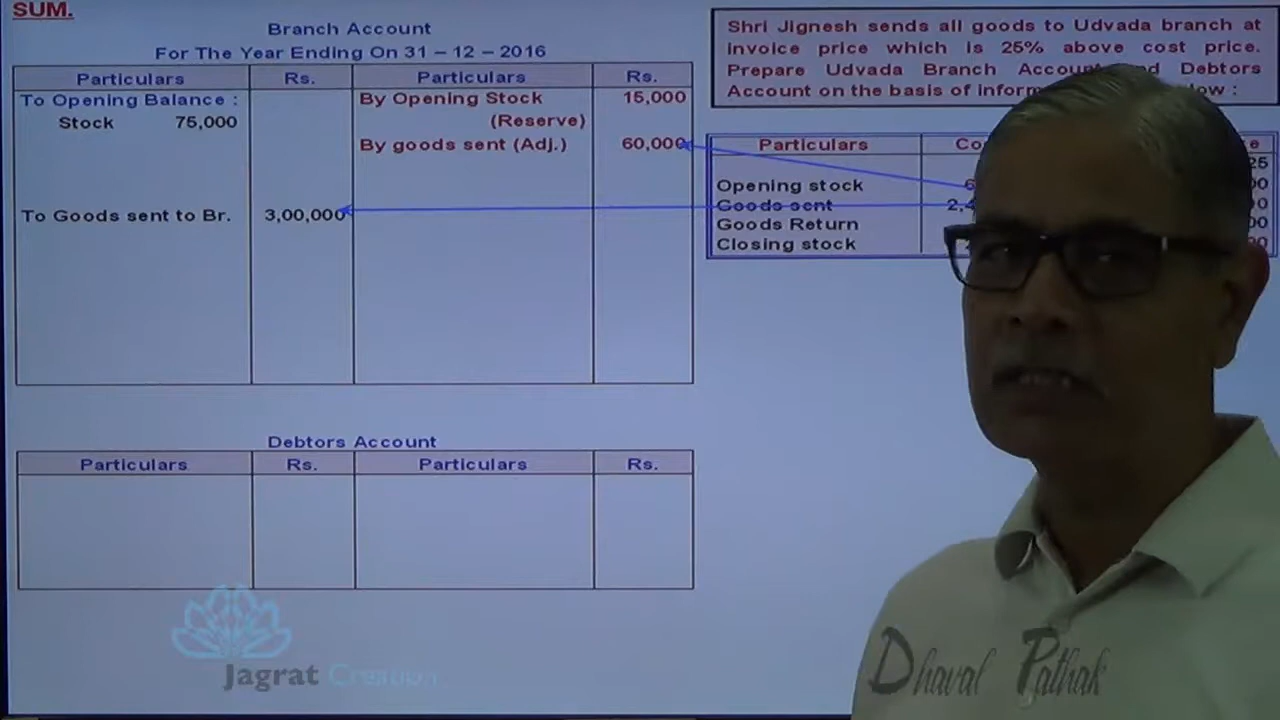 SUM.
Branch Account
For The Year Ending On 31 – 12 – 2016
Particulars Rs. Particulars Rs.
To Opening Balance : By Opening Stock 15,000
Stock 75,000 (Reserve)
By goods sent (Adj.) 60,000
To Goods sent to Br. 3,00,000
Debtors Account
Particulars Rs. Particulars Rs.
Shri Jignesh sends all goods to Udvada branch at
invoice price which is 25% above cost price.
Prepare Udvada Branch Account and Debtors
Account on the basis of
Particulars
Opening stock
Goods sent
Goods Return
Closing stock
Jagrat Creation
Dhaval Pathak